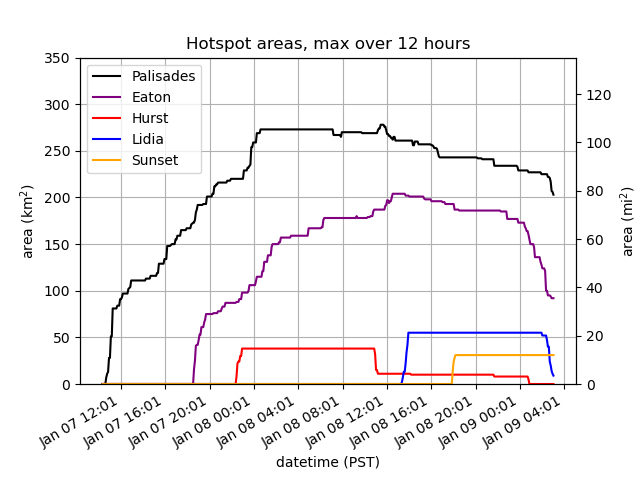 Hotspot areas, max over 12 hours
350
300
250
200
150
100
50
0
area (km²)
Palisades
Eaton
Hurst
Lidia
Sunset
120
100
80
60
40
20
0
area (mi²)
Jan 07 12:01
Jan 07 16:01
Jan 07 20:01
Jan 08 00:01
Jan 08 04:01
Jan 08 08:01
Jan 08 12:01
Jan 08 16:01
Jan 08 20:01
Jan 09 00:01
Jan 09 04:01
datetime (PST)